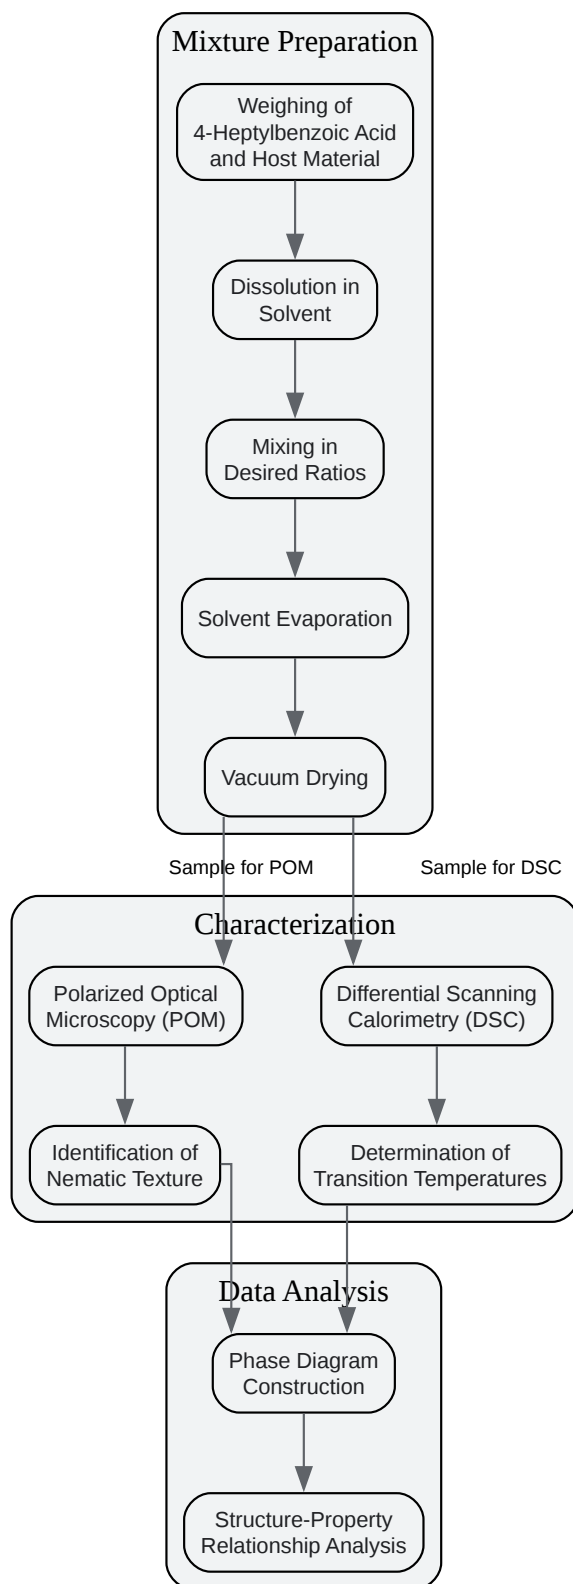 Mixture Preparation
Weighing of
4-Heptylbenzoic Acid
and Host Material
Dissolution in
Solvent
Mixing in
Desired Ratios
Solvent Evaporation
Vacuum Drying
Sample for POM
Sample for DSC
Characterization
Polarized Optical
Microscopy (POM)
Differential Scanning
Calorimetry (DSC)
Identification of
Nematic Texture
Determination of
Transition Temperatures
Data Analysis
Phase Diagram
Construction
Structure-Property
Relationship Analysis